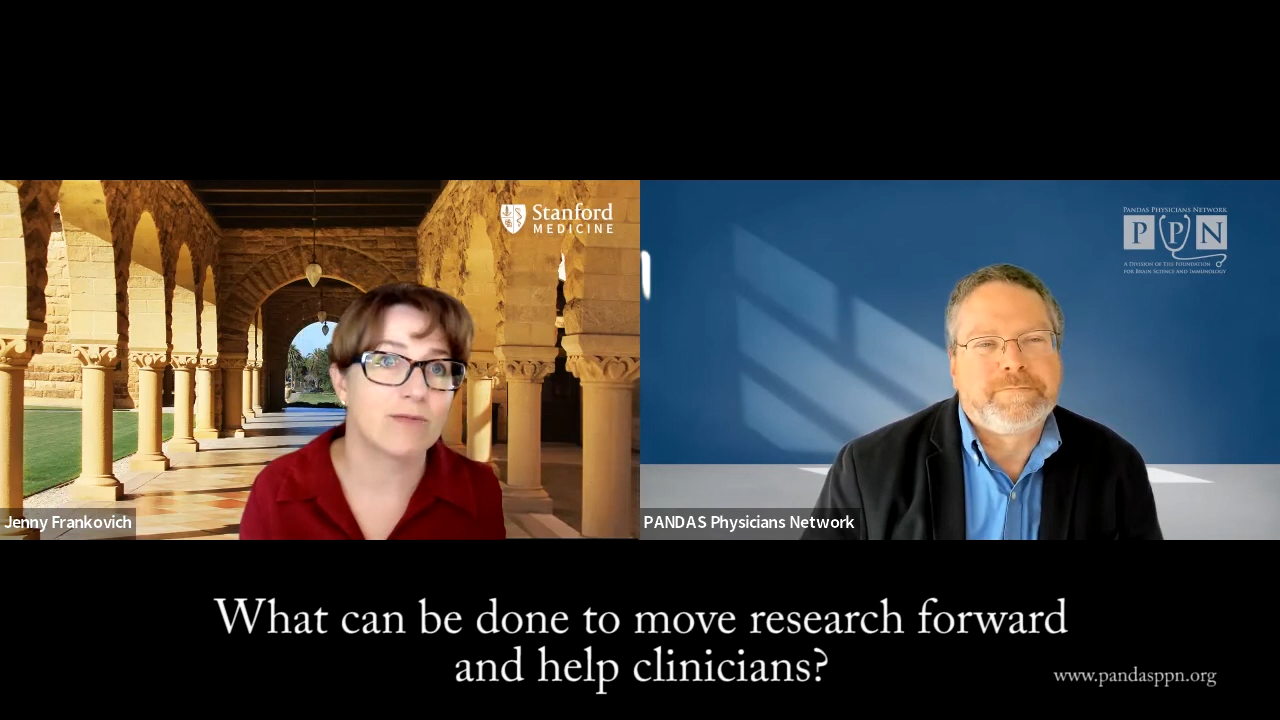 Stanford
MEDICINE
PANDAS PHYSICIANS NETWORK
PPN
A DIVISION OF THE FOUNDATION
FOR BRAIN SCIENCE AND IMMUNOLOGY
Jenny Frankovich
PANDAS Physicians Network
What can be done to move research forward
and help clinicians?
www.pandasppn.org